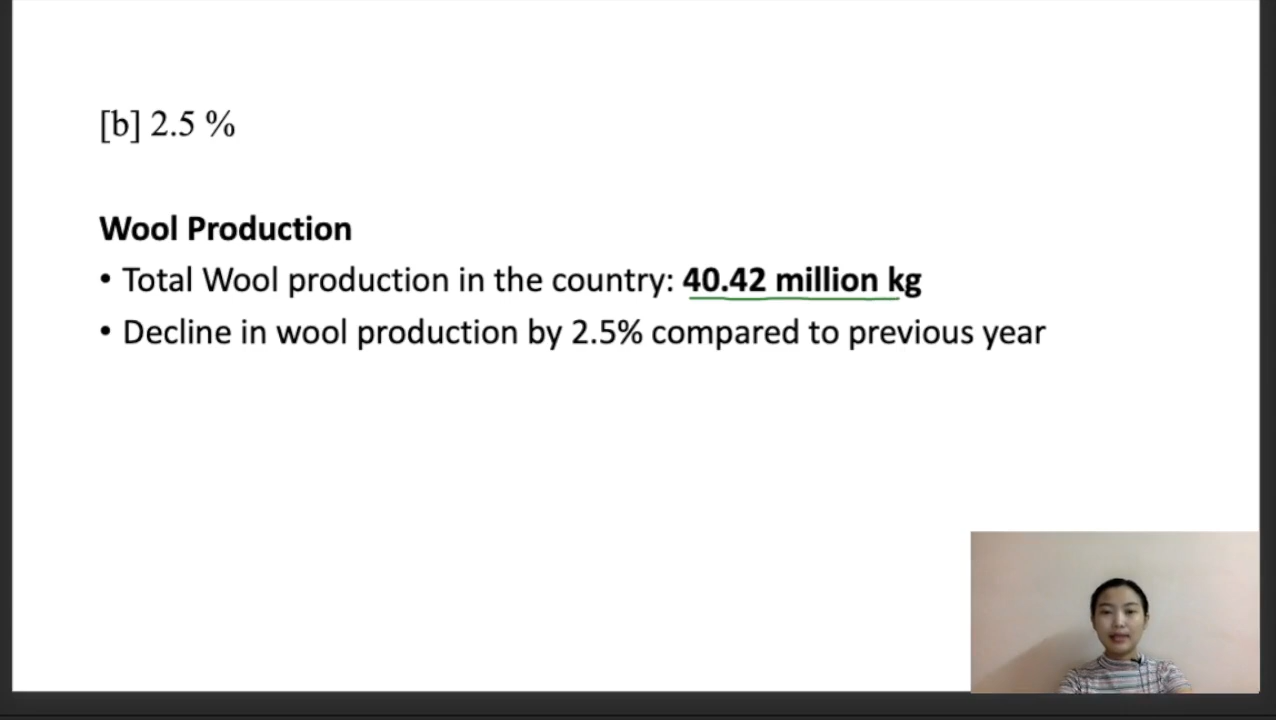 [b] 2.5 %
Wool Production
• Total Wool production in the country: 40.42 million kg
• Decline in wool production by 2.5% compared to previous year